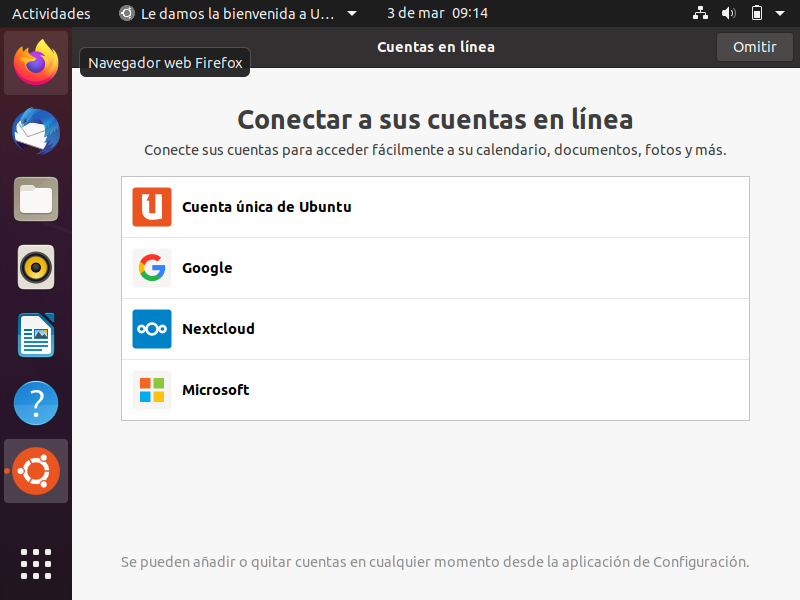 Actividades
Le damos la bienvenida a U...
3 de mar 09:14
Navegador web Firefox
Cuentas en línea
Omitir
Conectar a sus cuentas en línea
Conecte sus cuentas para acceder fácilmente a su calendario, documentos, fotos y más.
Cuenta única de Ubuntu
Google
Nextcloud
Microsoft
Se pueden añadir o quitar cuentas en cualquier momento desde la aplicación de Configuración.